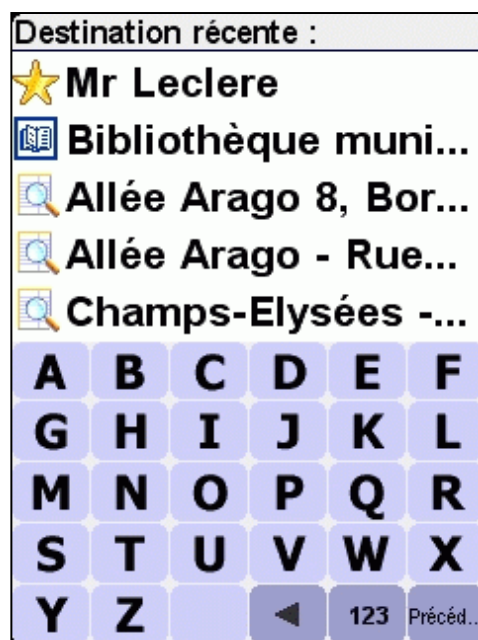 Destination récente :
Mr Leclere
Bibliothèque muni...
Allée Arago 8, Bor...
Allée Arago - Rue...
Champs-Elysées -...
A B C D E F
G H I J K L
M N O P Q R
S T U V W X
Y Z 123 Précéd..